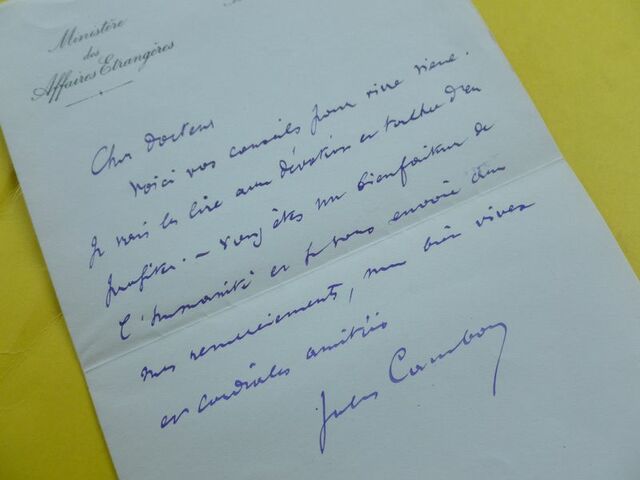 Ministère
des
Affaires Etrangères
Cher docteur
Voici vos conseils pour vivre vieux.
Je vais les lire avec dévotion et tacher d'en
profiter. – Vous êtes un bienfaiteur de
l'humanité et je vous envoie avec
mes remerciements, mes bien vives
et cordiales amitiés
Jules Cambon